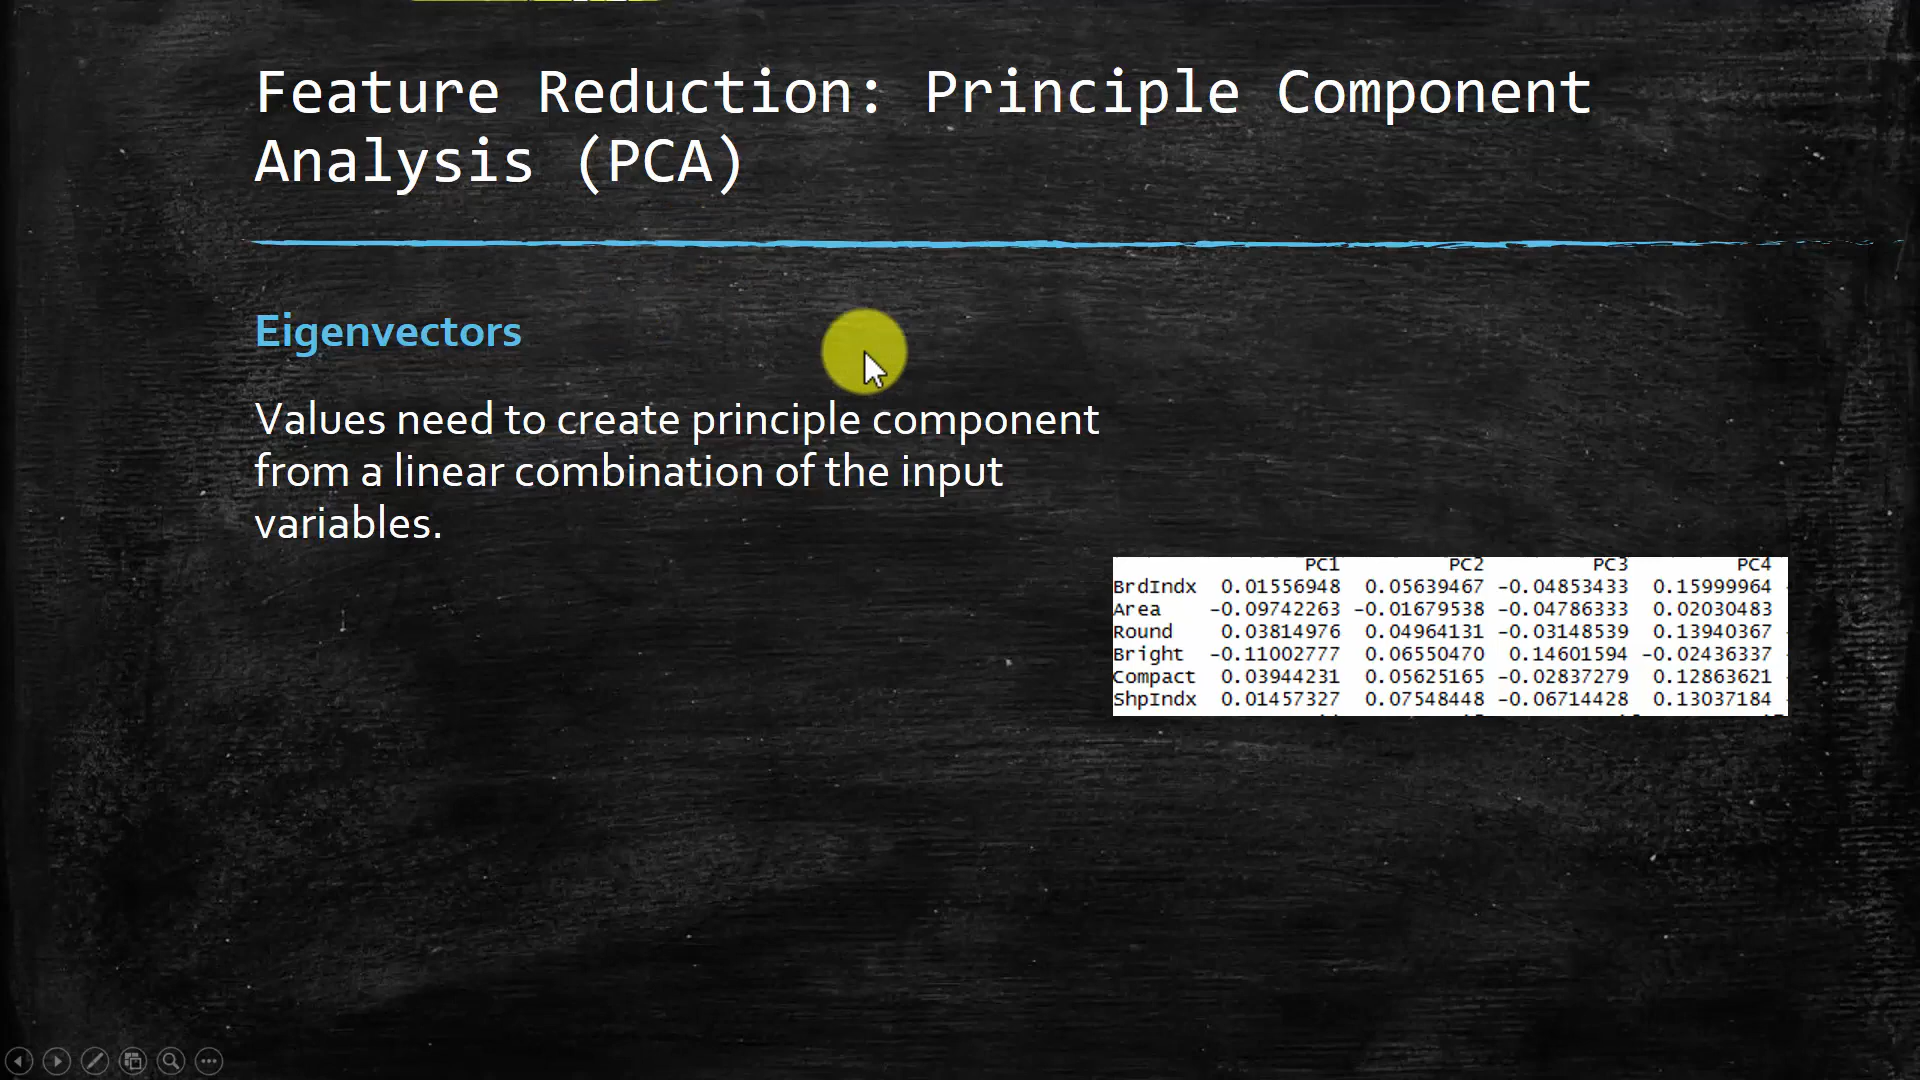 Feature Reduction: Principle Component
Analysis (PCA)
Eigenvectors
Values need to create principle component
from a linear combination of the input
variables.
PC1 PC2 PC3 PC4
BrdIndx 0.01556948 0.05639467 -0.04853433 0.15999964
Area -0.09742263 -0.01679538 -0.04786333 0.02030483
Round 0.03814976 0.04964131 -0.03148539 0.13940367
Bright -0.11002777 0.06550470 0.14601594 -0.02436337
Compact 0.03944231 0.05625165 -0.02837279 0.12863621
ShpIndx 0.01457327 0.07548448 -0.06714428 0.13037184